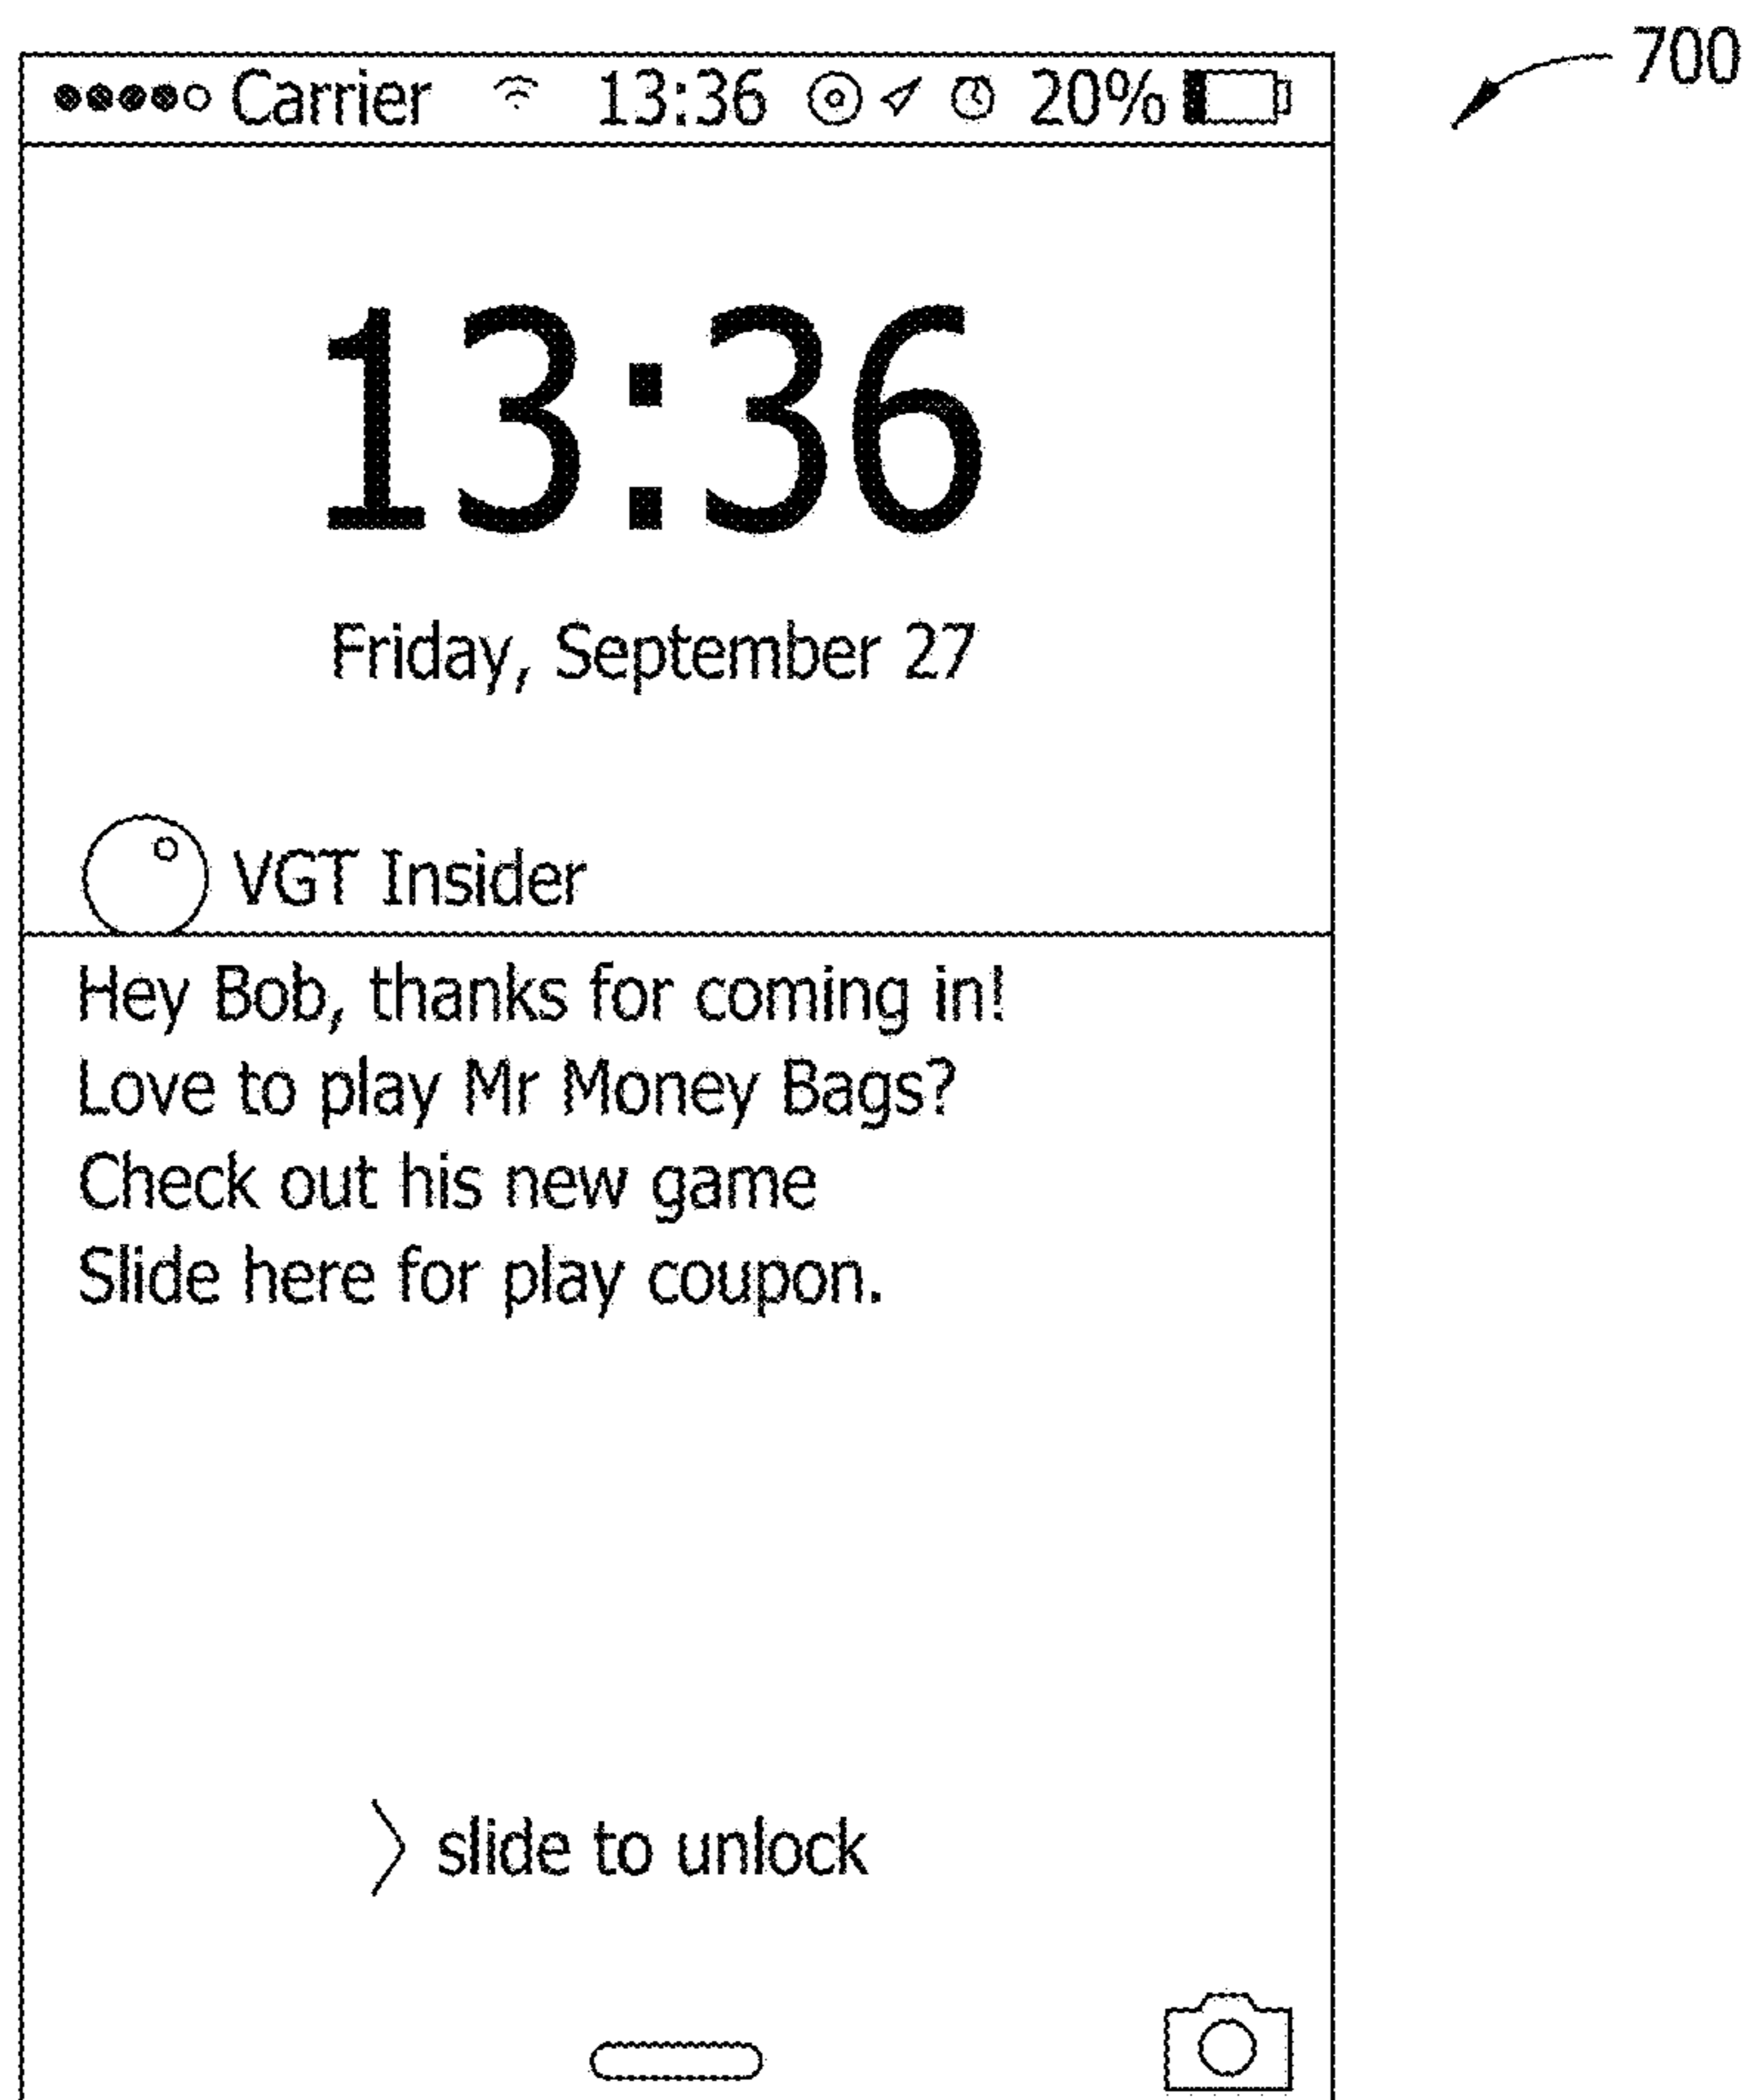 700
Carrier 13:36 20%
13:36
Friday, September 27
VGT Insider
Hey Bob, thanks for coming in!
Love to play Mr Money Bags?
Check out his new game
Slide here for play coupon.
slide to unlock